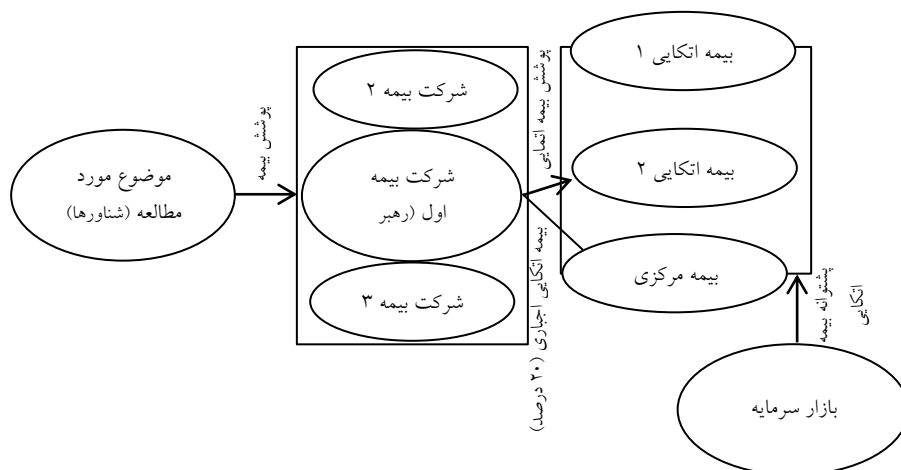 بیمه اتکایی ۱
شرکت بیمه ۲
پوشش بیمه
پوشش بیمه اتمایی
بیمه اتکایی ۲
موضوع مورد
مطالعه (شناورها)
شرکت بیمه
اول (رهبر
بیمه مرکزی
شرکت بیمه ۳
بیمه اتکایی اجباری (۲۰ درصد)
پشتوانه بیمه
اتکایی
بازار سرمایه